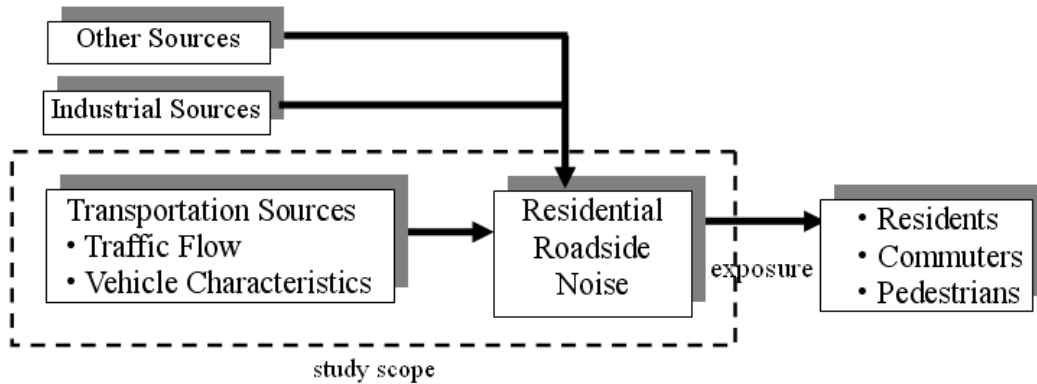 Other Sources
Industrial Sources
Transportation Sources
• Traffic Flow
• Vehicle Characteristics
Residential
Roadside
Noise
exposure
• Residents
• Commuters
• Pedestrians
study scope